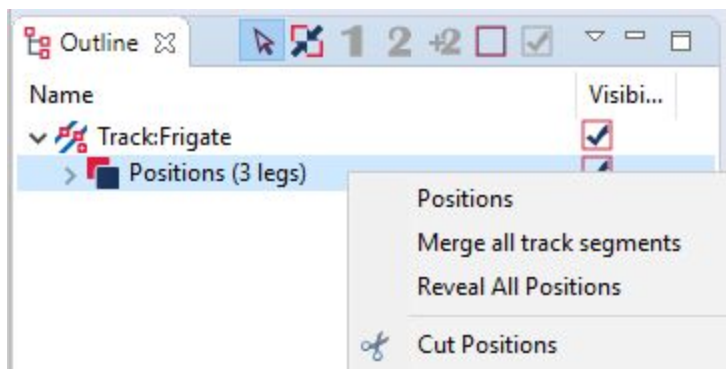 Outline
1 2 +2
Name Visibi...
Track:Frigate
Positions (3 legs)
Positions
Merge all track segments
Reveal All Positions
Cut Positions